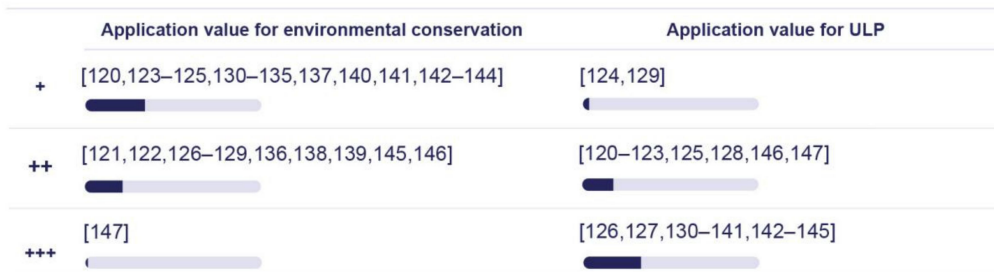 Application value for environmental conservation Application value for ULP
+ [120,123–125,130–135,137,140,141,142–144] [124,129]
++ [121,122,126–129,136,138,139,145,146] [120–123,125,128,146,147]
+++ [147] [126,127,130–141,142–145]